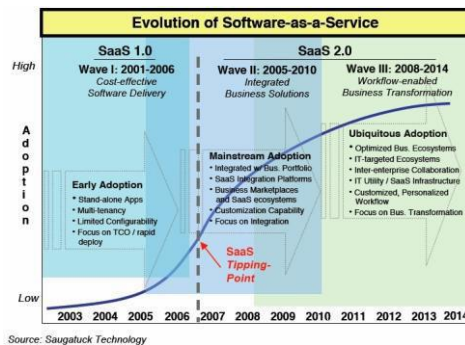 Evolution of Software-as-a-Service
SaaS 1.0
SaaS 2.0
High
Adoption
Low
Wave I: 2001-2006
Cost-effective
Software Delivery
Wave II: 2005-2010
Integrated
Business Solutions
Wave III: 2008-2014
Workflow-enabled
Business Transformation
Early Adoption
• Stand-alone Apps
• Multi-tenancy
• Limited Configurability
• Focus on TCO / rapid
deploy
Mainstream Adoption
• Integrated w/ Bus. Portfolio
• SaaS Integration Platforms
• Business Marketplaces
and SaaS ecosystems
• Customization Capability
• Focus on Integration
Ubiquitous Adoption
• Optimized Bus. Ecosystems
• IT-targeted Ecosystems
• Inter-enterprise Collaboration
• IT Utility / SaaS Infrastructure
• Customized, Personalized
Workflow
• Focus on Bus. Transformation
SaaS
Tipping-
Point
2003 2004 2005 2006 2007 2008 2009 2010 2011 2012 2013 2014
Source: Saugatuck Technology